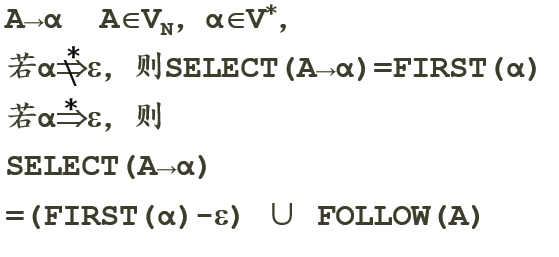 A→α A∈V_N, α∈V*,
若α⇏*ε, 则SELECT(A→α)=FIRST(α)
若α⇒*ε, 则
SELECT(A→α)
=(FIRST(α)-ε) ∪ FOLLOW(A)